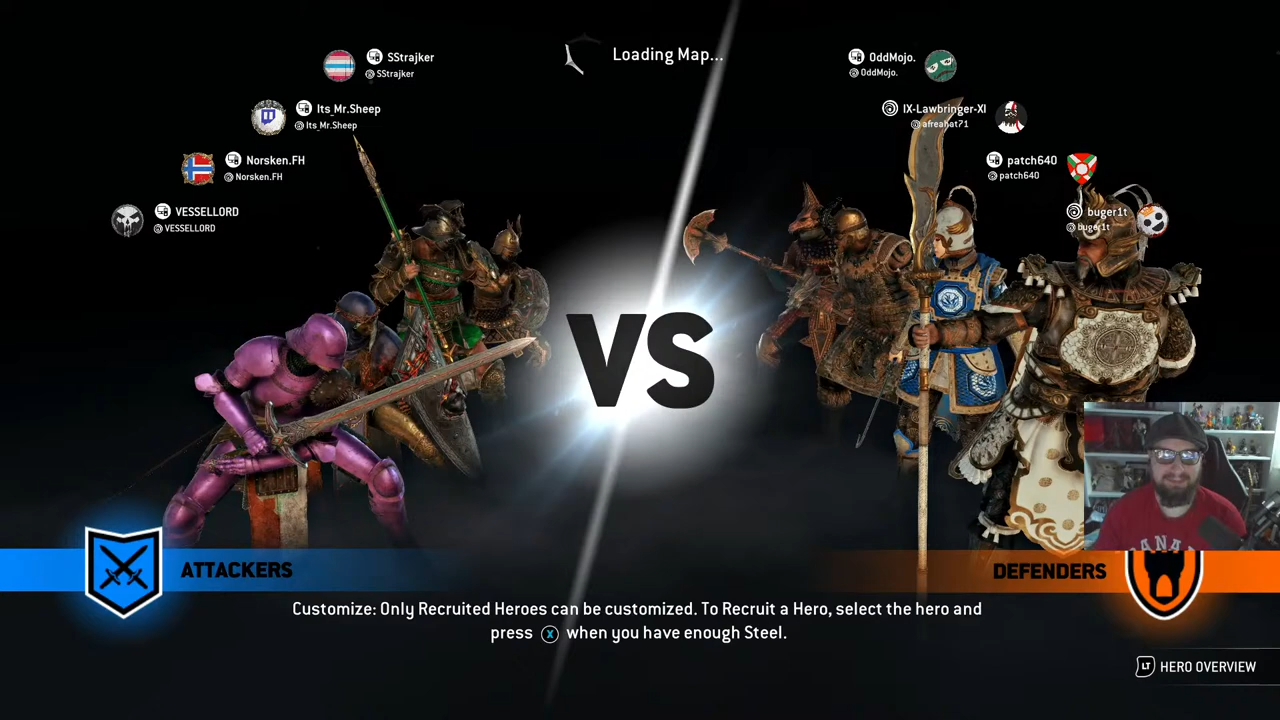 Loading Map...
SStrajker
SStrajker
Its_Mr.Sheep
Its_Mr.Sheep
Norsken.FH
Norsken.FH
VESSELLORD
VESSELLORD
OddMojo.
OddMojo.
IX-Lawbringer-XI
afreahat71
patch640
patch640
buger1t
buger1t
VS
ATTACKERS
DEFENDERS
Customize: Only Recruited Heroes can be customized. To Recruit a Hero, select the hero and
press X when you have enough Steel.
LT HERO OVERVIEW